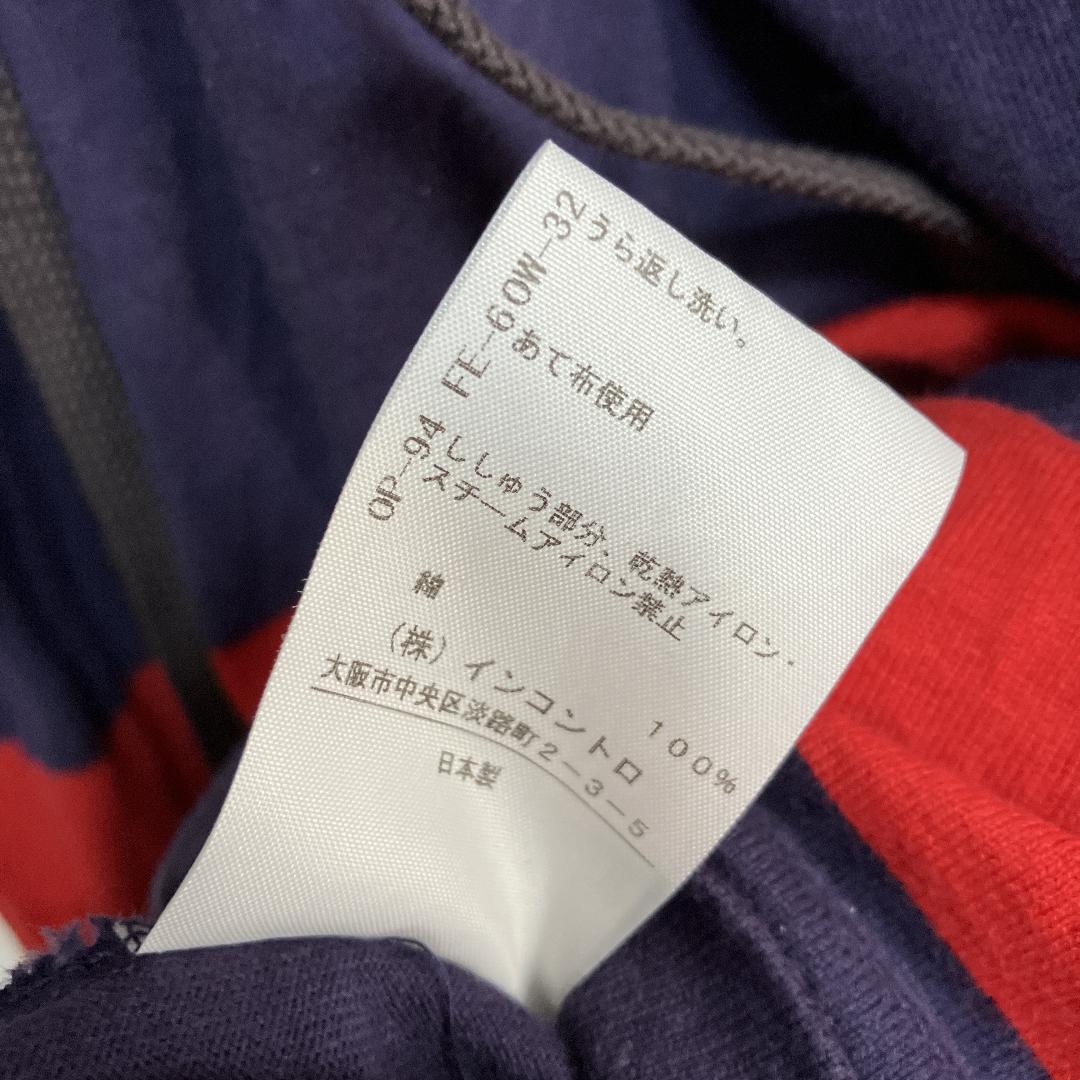 うら返し洗い。
あて布使用
ししゅう部分、乾熱アイロン・
スチームアイロン禁止
綿 100%
(株) インコントロ
大阪市中央区淡路町2-3-5
日本製
OP-94 FE-60W-32